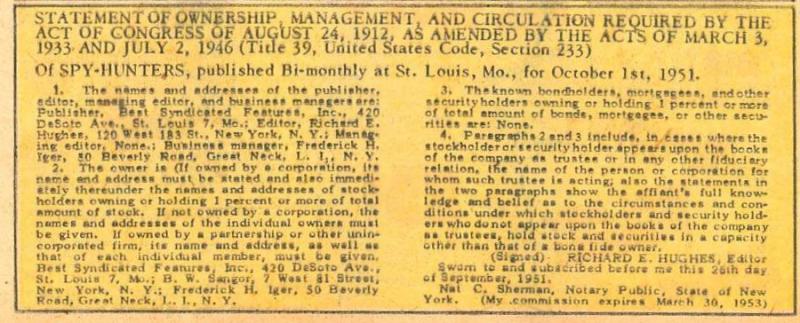 STATEMENT OF OWNERSHIP, MANAGEMENT, AND CIRCULATION REQUIRED BY THE
ACT OF CONGRESS OF AUGUST 24, 1912, AS AMENDED BY THE ACTS OF MARCH 3,
1933 AND JULY 2, 1946 (Title 39, United States Code, Section 233)
Of SPY-HUNTERS, published Bi-monthly at St. Louis, Mo., for October 1st, 1951.
1. The names and addresses of the publisher,
editor, managing editor, and business managers are:
Publisher, Best Syndicated Features, Inc., 420
DeSoto Ave., St. Louis 7, Mo.; Editor, Richard E.
Hughes, 120 West 183 St., New York, N. Y.; Manag-
ing editor, None.; Business manager, Frederick H.
Iger, 50 Beverly Road, Great Neck, L. I., N. Y.
2. The owner is (If owned by a corporation, its
name and address must be stated and also immedi-
ately thereunder the names and addresses of stock-
holders owning or holding 1 percent or more of total
amount of stock. If not owned by a corporation, the
names and addresses of the individual owners must
be given. If owned by a partnership or other unin-
corporated firm, its name and address, as well as
that of each individual member, must be given.
Best Syndicated Features, Inc., 420 DeSoto Ave.,
St. Louis 7, Mo.; B. W. Sangor, 7 West 81 Street,
New York, N. Y.; Frederick H. Iger, 50 Beverly
Road, Great Neck, L. I., N. Y.
3. The known bondholders, mortgagees, and other
security holders owning or holding 1 percent or more
of total amount of bonds, mortgages, or other secu-
rities are: None.
4. Paragraphs 2 and 3 include, in cases where the
stockholder or security holder appears upon the books
of the company as trustee or in any other fiduciary
relation, the name of the person or corporation for
whom such trustee is acting; also the statements in
the two paragraphs show the affiant's full know-
ledge and belief as to the circumstances and con-
ditions under which stockholders and security hold-
ers who do not appear upon the books of the company
as trustees, hold stock and securities in a capacity
other than that of a bona fide owner.
(Signed)- RICHARD E. HUGHES, Editor
Sworn to and subscribed before me this 26th day
of September, 1951.
Nat C. Sherman, Notary Public, State of New
York. (My commission expires March 30, 1953)